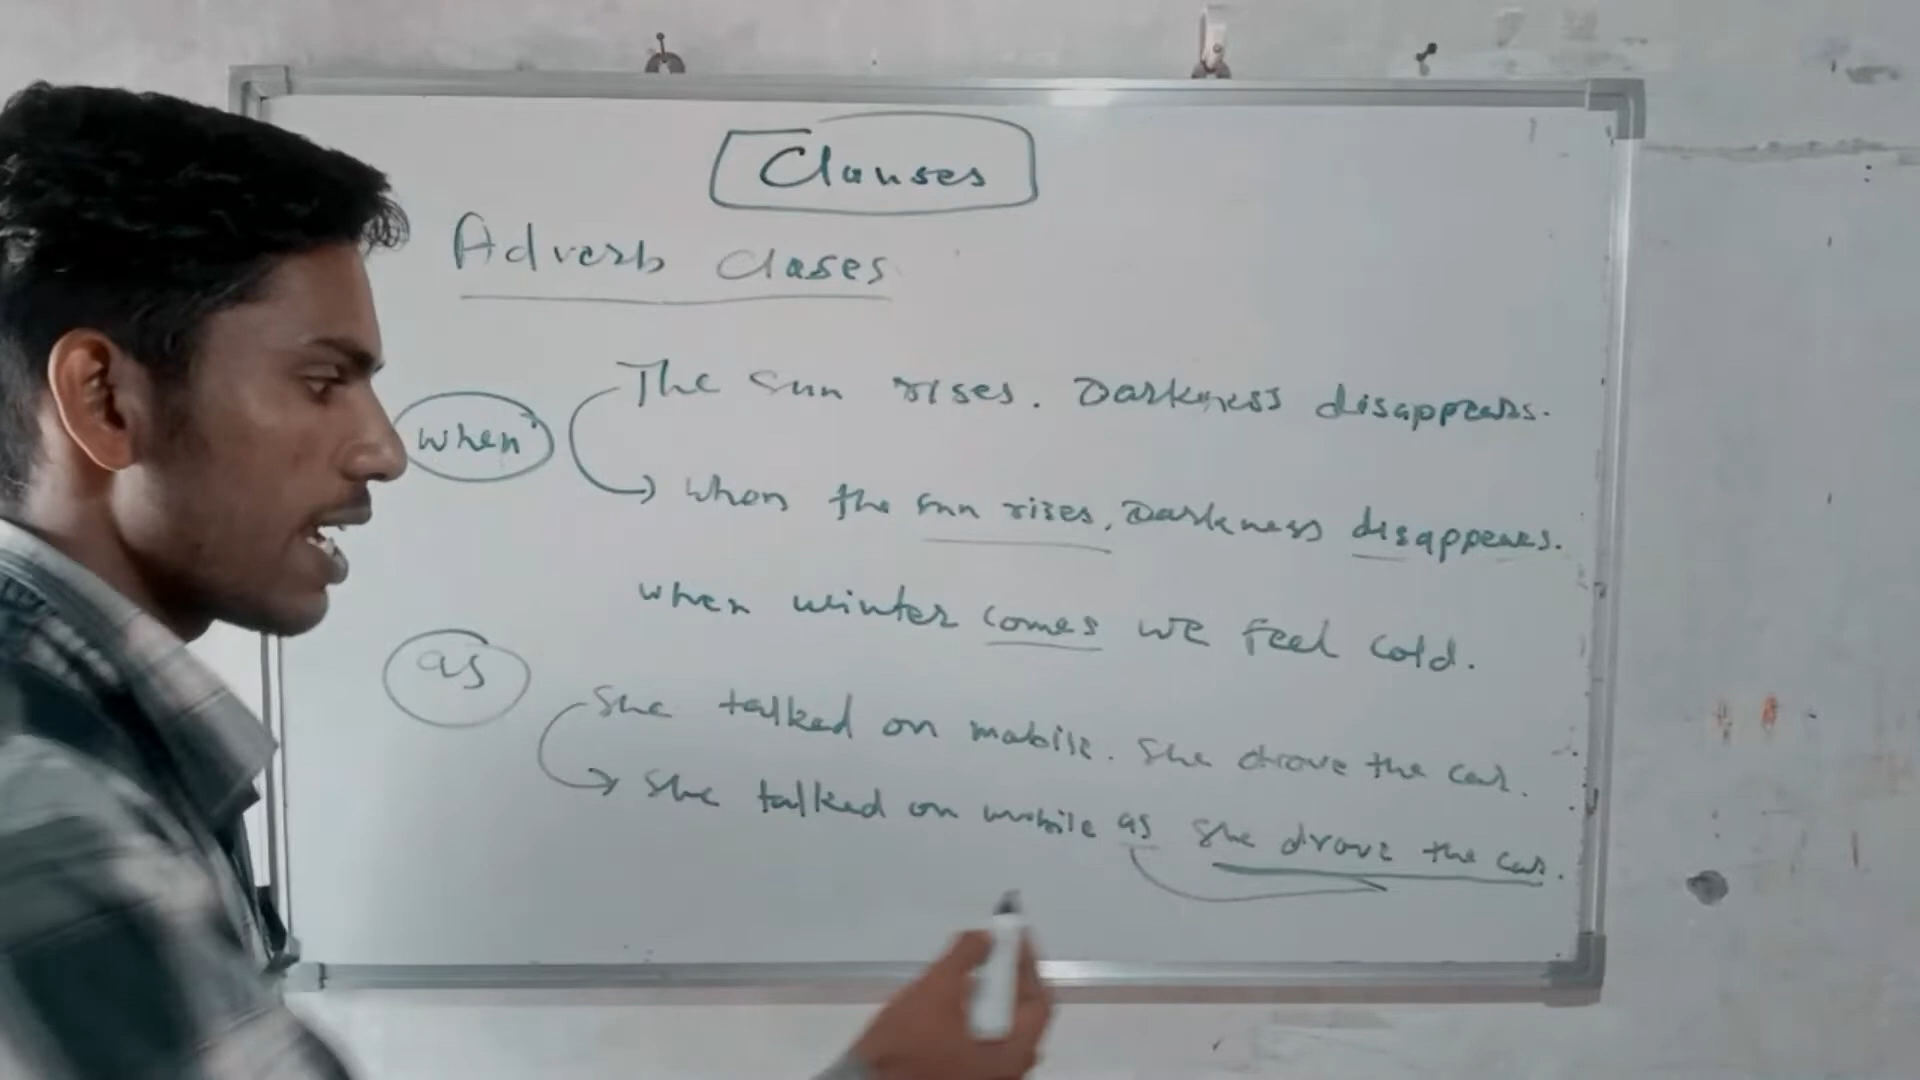 Clauses
Adverb clases
The sun rises. Darkness disappears.
when
when the sun rises, Darkness disappears.
when winter comes we feel cold.
as
she talked on mobile. she drove the car.
she talked on mobile as she drove the car.